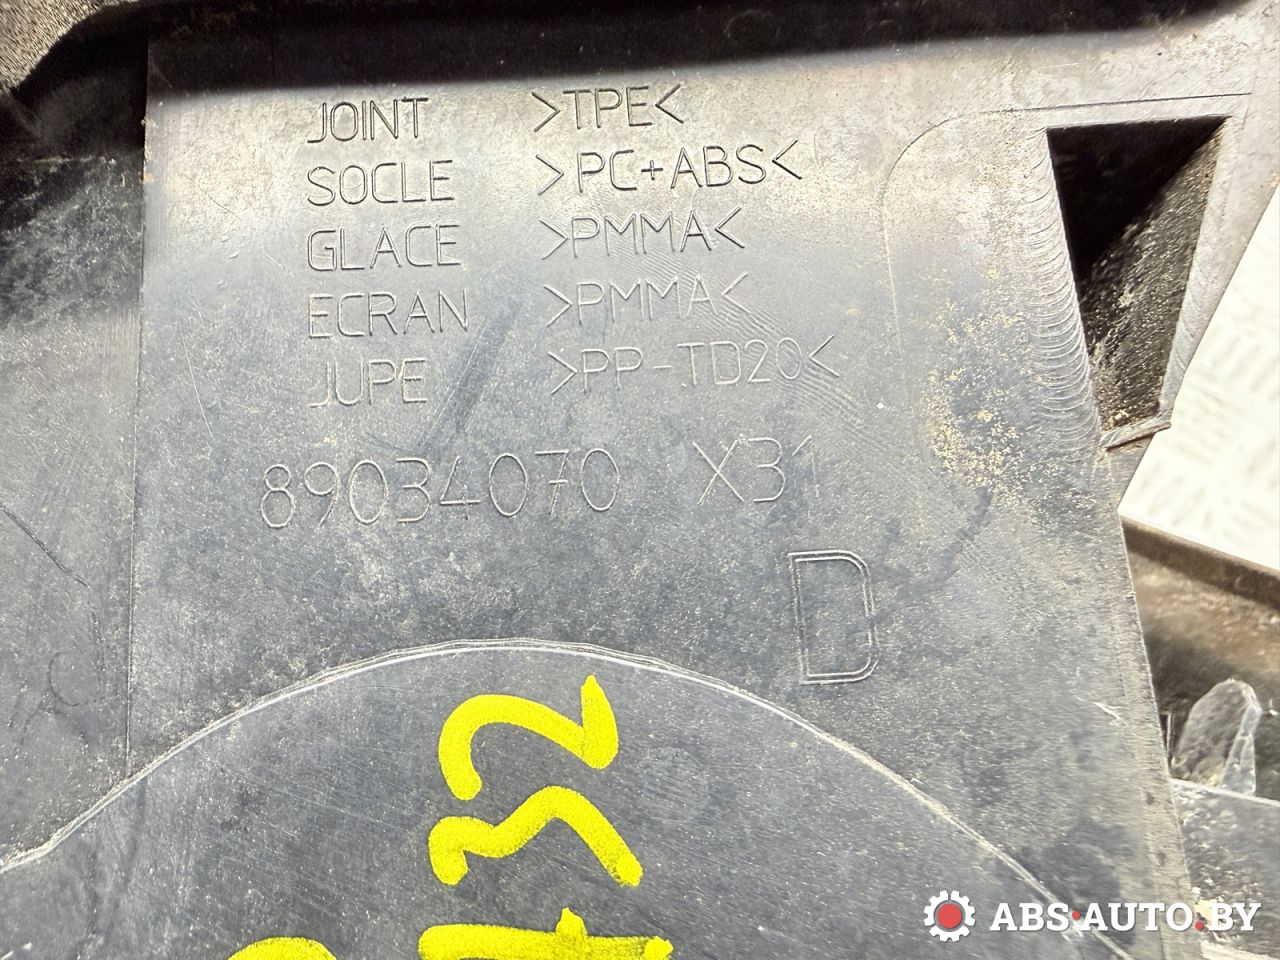 JOINT >TPE<
SOCLE >PC+ABS<
GLACE >PMMA<
ECRAN >PMMA<
JUPE >PP-TD20<
89034070 X31
D
ABS-AUTO.BY